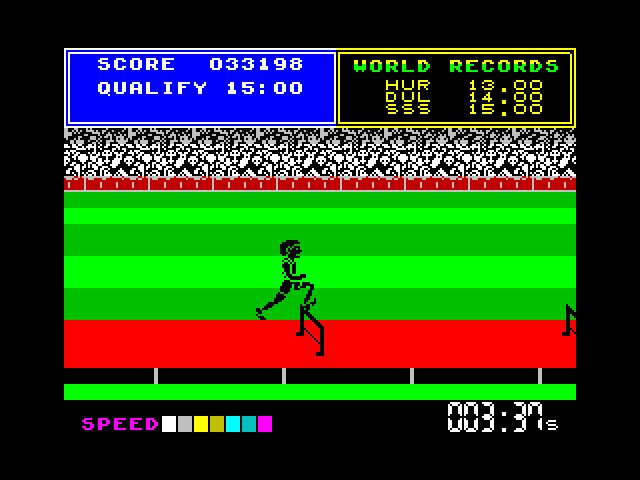 SCORE 033198
QUALIFY 15:00
WORLD RECORDS
HUR 13:00
DUL 14:00
SSS 15:00
SPEED
003:37s